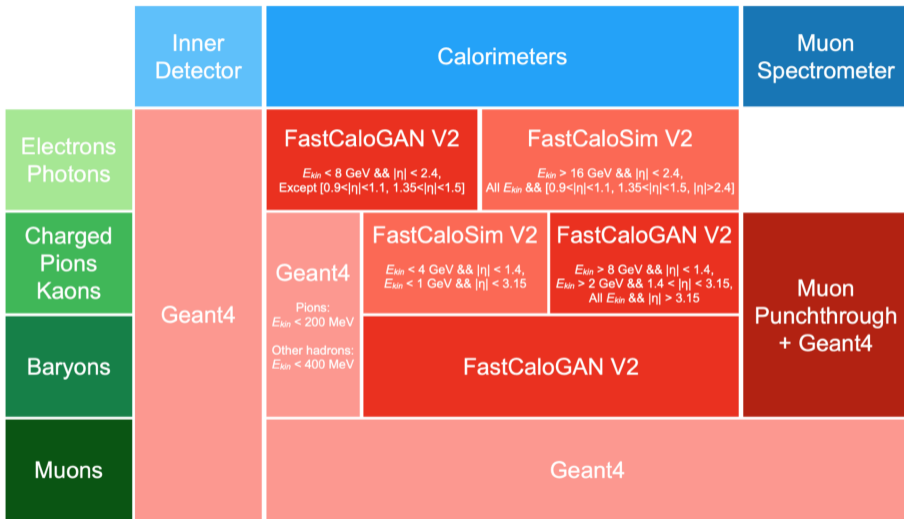 Inner
Detector
Calorimeters
Muon
Spectrometer
Electrons
Photons
FastCaloGAN V2
Ekin < 8 GeV && |η| < 2.4,
Except [0.9<|η|<1.1, 1.35<|η|<1.5]
FastCaloSim V2
Ekin > 16 GeV && |η| < 2.4,
All Ekin && [0.9<|η|<1.1, 1.35<|η|<1.5, |η|>2.4]
Charged
Pions
Kaons
Geant4
Geant4
Pions:
Ekin < 200 MeV
Other hadrons:
Ekin < 400 MeV
FastCaloSim V2
Ekin < 4 GeV && |η| < 1.4,
Ekin < 1 GeV && |η| < 3.15
FastCaloGAN V2
Ekin > 8 GeV && |η| < 1.4,
Ekin > 2 GeV && 1.4 < |η| < 3.15,
All Ekin && |η| > 3.15
Muon
Punchthrough
+ Geant4
Baryons
FastCaloGAN V2
Muons
Geant4